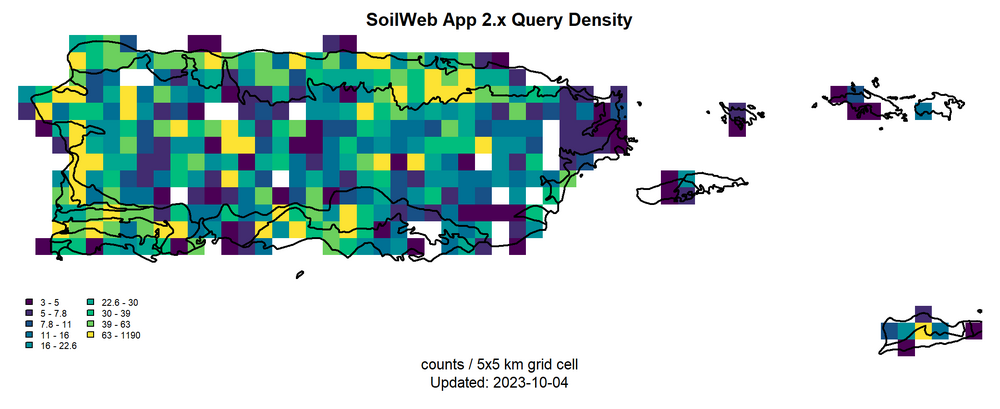 SoilWeb App 2.x Query Density
3 - 5
5 - 7.8
7.8 - 11
11 - 16
16 - 22.6
22.6 - 30
30 - 39
39 - 63
63 - 1190
counts / 5x5 km grid cell
Updated: 2023-10-04